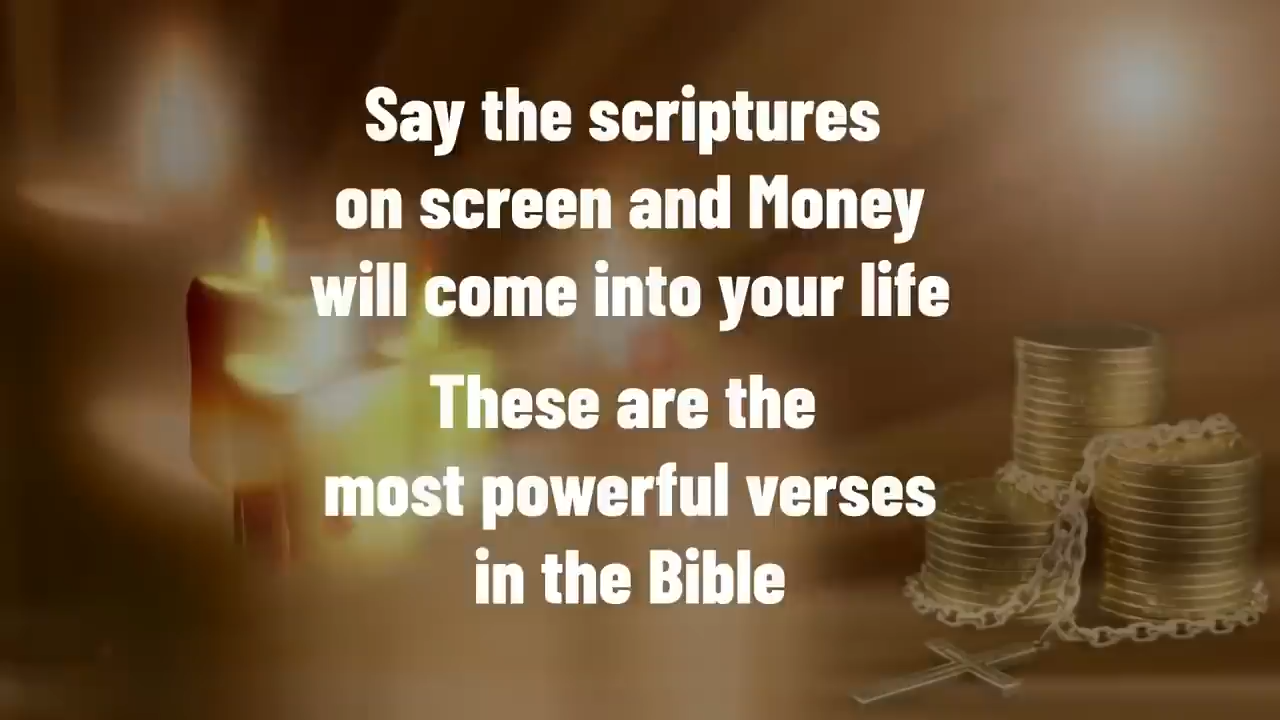 Say the scriptures
on screen and Money
will come into your life
These are the
most powerful verses
in the Bible